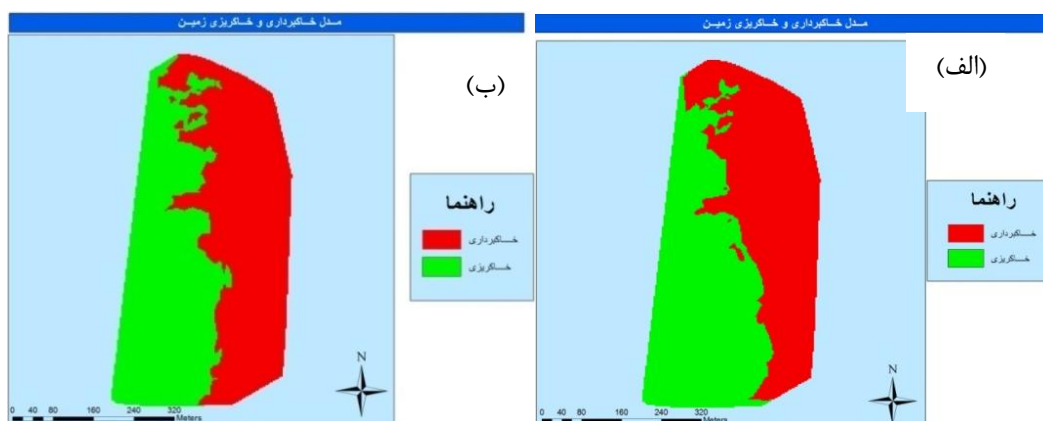 مدل خاکبرداری و خاکریزی زمین
(الف)
راهنما
خاکبرداری
خاکریزی
N
0 40 80 160 240 320
Meters
مدل خاکبرداری و خاکریزی زمین
(ب)
راهنما
خاکبرداری
خاکریزی
N
0 40 80 160 240 320
Meters